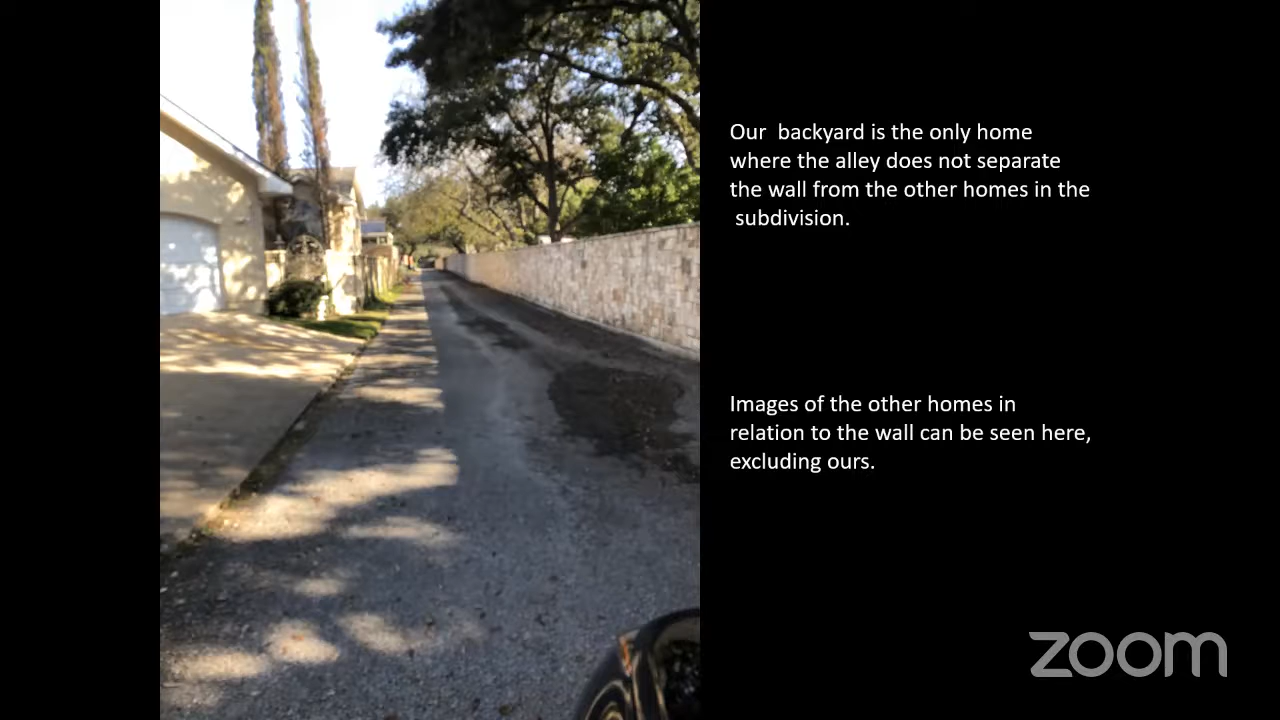 Our  backyard is the only home
where the alley does not separate
the wall from the other homes in the
subdivision.
Images of the other homes in
relation to the wall can be seen here,
excluding ours.
zoom